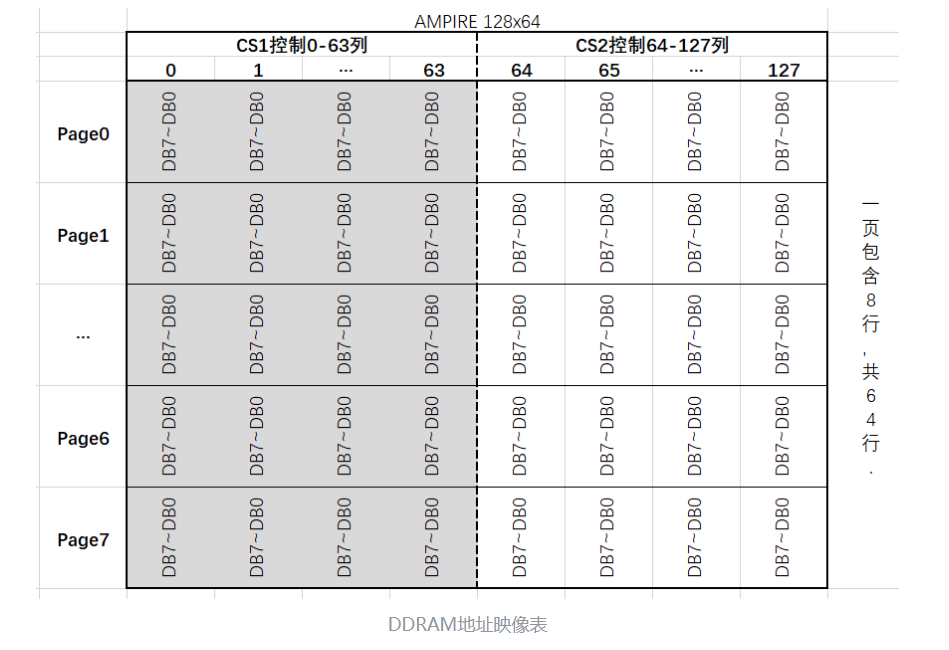 AMPIRE 128x64
CS1控制0-63列 CS2控制64-127列
0 1 ... 63 64 65 ... 127
Page0 DB7~DB0 DB7~DB0 DB7~DB0 DB7~DB0 DB7~DB0 DB7~DB0 DB7~DB0 DB7~DB0
Page1 DB7~DB0 DB7~DB0 DB7~DB0 DB7~DB0 DB7~DB0 DB7~DB0 DB7~DB0 DB7~DB0
... DB7~DB0 DB7~DB0 DB7~DB0 DB7~DB0 DB7~DB0 DB7~DB0 DB7~DB0 DB7~DB0
Page6 DB7~DB0 DB7~DB0 DB7~DB0 DB7~DB0 DB7~DB0 DB7~DB0 DB7~DB0 DB7~DB0
Page7 DB7~DB0 DB7~DB0 DB7~DB0 DB7~DB0 DB7~DB0 DB7~DB0 DB7~DB0 DB7~DB0
一页包含8行,共64行.
DDRAM地址映像表